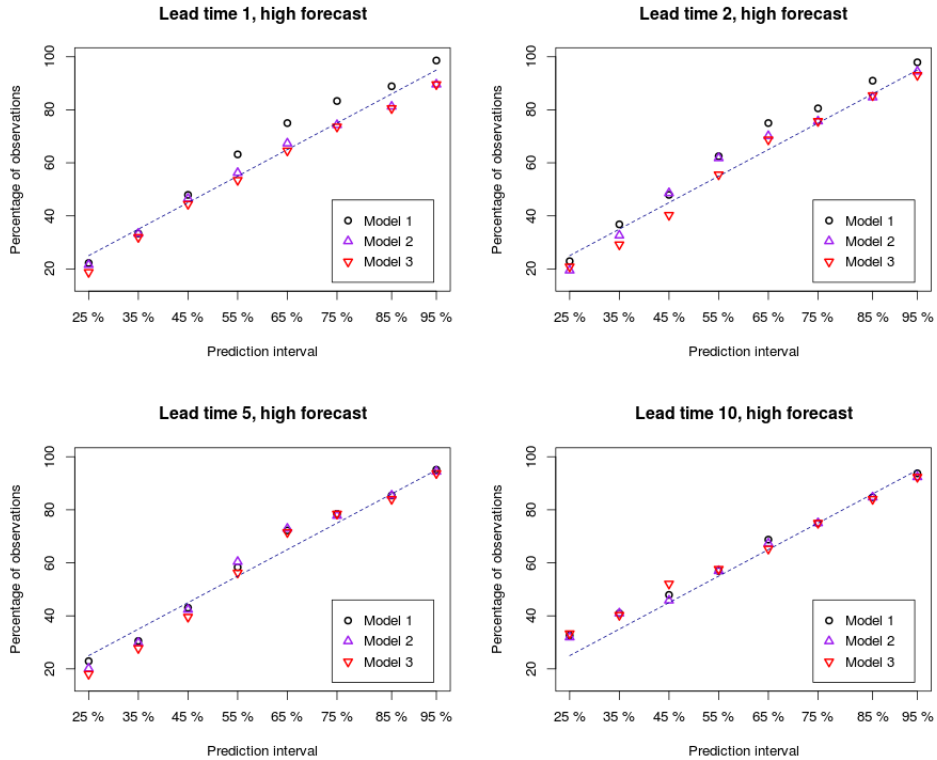 Lead time 1, high forecast
Percentage of observations
100
80
60
40
20
Model 1
Model 2
Model 3
25 % 35 % 45 % 55 % 65 % 75 % 85 % 95 %
Prediction interval
Lead time 2, high forecast
Percentage of observations
100
80
60
40
20
Model 1
Model 2
Model 3
25 % 35 % 45 % 55 % 65 % 75 % 85 % 95 %
Prediction interval
Lead time 5, high forecast
Percentage of observations
100
80
60
40
20
Model 1
Model 2
Model 3
25 % 35 % 45 % 55 % 65 % 75 % 85 % 95 %
Prediction interval
Lead time 10, high forecast
Percentage of observations
100
80
60
40
20
Model 1
Model 2
Model 3
25 % 35 % 45 % 55 % 65 % 75 % 85 % 95 %
Prediction interval